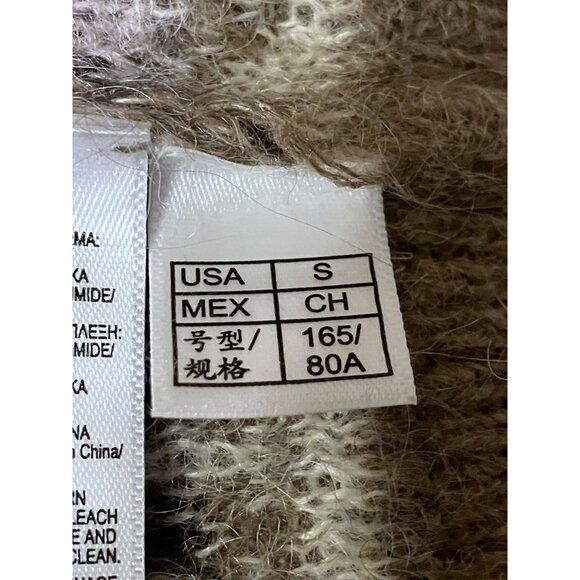 MA:
KA
MIDE/
ΠΛΕΞΗ:
MIDE/
KA
NA
China/
RN
LEACH
E AND
CLEAN.
USA S
MEX CH
号型/ 165/
规格 80A